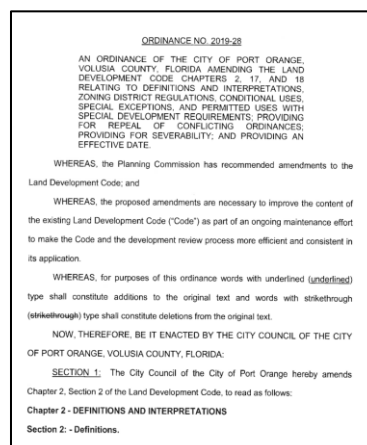 ORDINANCE NO. 2019-28
AN ORDINANCE OF THE CITY OF PORT ORANGE,
VOLUSIA COUNTY, FLORIDA AMENDING THE LAND
DEVELOPMENT CODE CHAPTERS 2, 17, AND 18
RELATING TO DEFINITIONS AND INTERPRETATIONS,
ZONING DISTRICT REGULATIONS, CONDITIONAL USES,
SPECIAL EXCEPTIONS, AND PERMITTED USES WITH
SPECIAL DEVELOPMENT REQUIREMENTS; PROVIDING
FOR REPEAL OF CONFLICTING ORDINANCES;
PROVIDING FOR SEVERABILITY; AND PROVIDING AN
EFFECTIVE DATE.
WHEREAS, the Planning Commission has recommended amendments to the
Land Development Code; and
WHEREAS, the proposed amendments are necessary to improve the content of
the existing Land Development Code ("Code") as part of an ongoing maintenance effort
to make the Code and the development review process more efficient and consistent in
its application.
WHEREAS, for purposes of this ordinance words with underlined (underlined)
type shall constitute additions to the original text and words with strikethrough
(strikethrough) type shall constitute deletions from the original text.
NOW, THEREFORE, BE IT ENACTED BY THE CITY COUNCIL OF THE CITY
OF PORT ORANGE, VOLUSIA COUNTY, FLORIDA:
SECTION 1: The City Council of the City of Port Orange hereby amends
Chapter 2, Section 2 of the Land Development Code, to read as follows:
Chapter 2 - DEFINITIONS AND INTERPRETATIONS
Section 2: - Definitions.